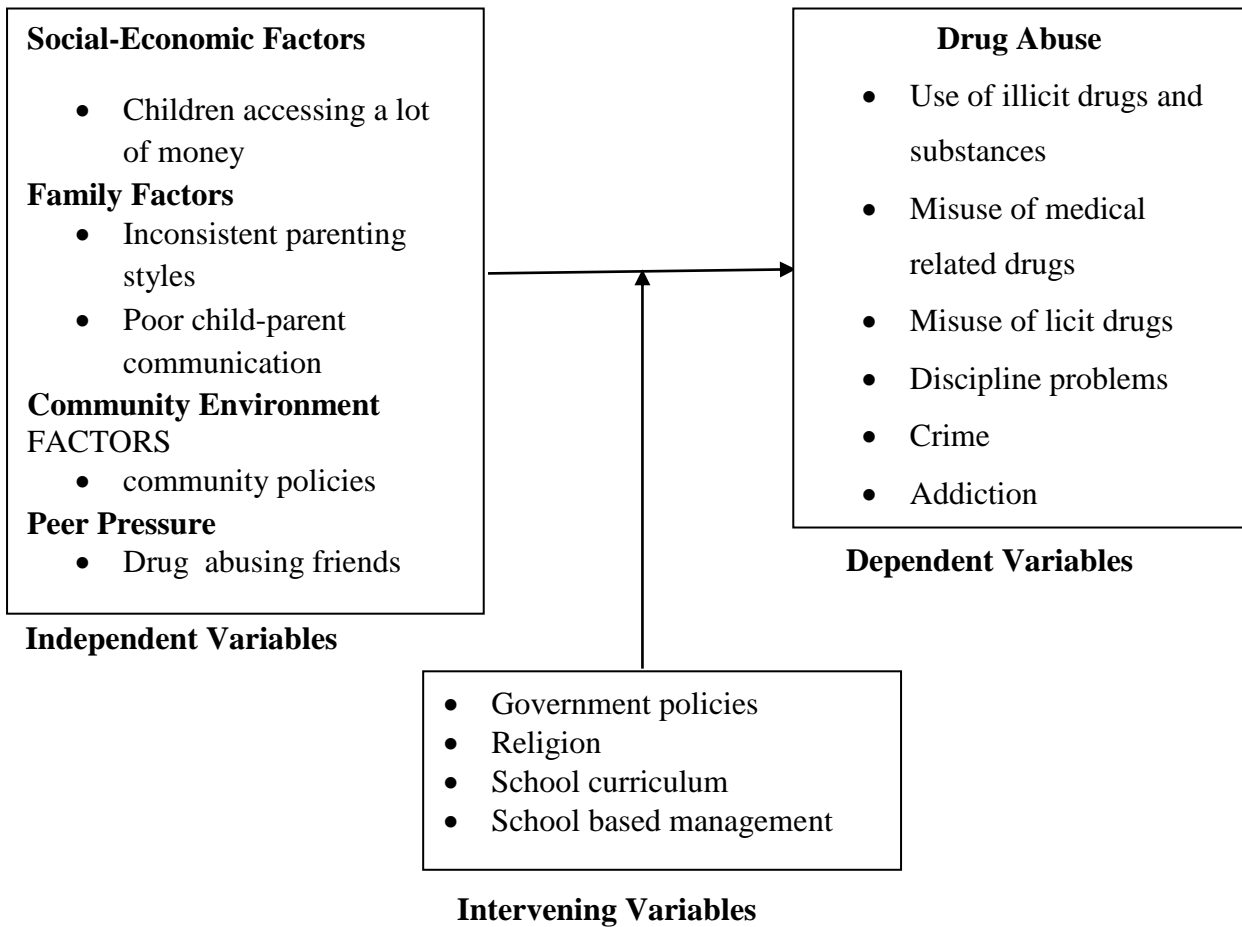 Social-Economic Factors
• Children accessing a lot
of money
Family Factors
• Inconsistent parenting
styles
• Poor child-parent
communication
Community Environment
FACTORS
• community policies
Peer Pressure
• Drug abusing friends
Independent Variables
Drug Abuse
• Use of illicit drugs and
substances
• Misuse of medical
related drugs
• Misuse of licit drugs
• Discipline problems
• Crime
• Addiction
Dependent Variables
• Government policies
• Religion
• School curriculum
• School based management
Intervening Variables